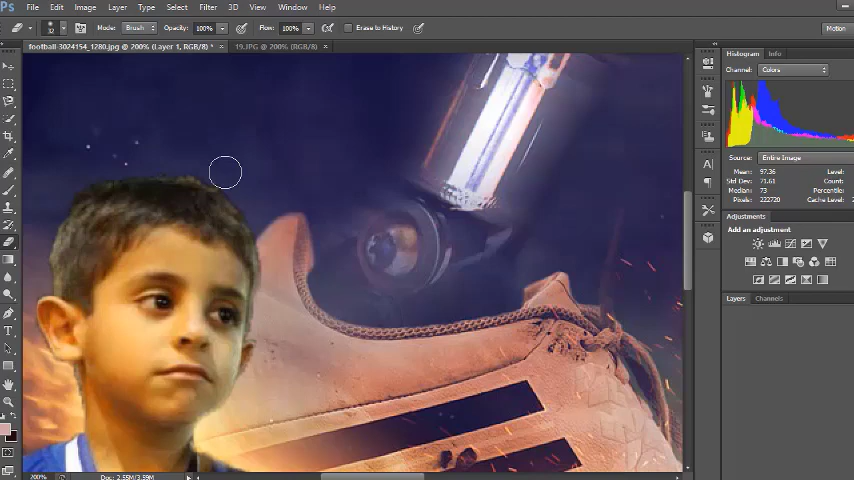 Ps File Edit Image Layer Type Select Filter 3D View Window Help
32 Mode: Brush Opacity: 100% Flow: 100% Erase to History Motion
football-3024154_1280.jpg @ 200% (Layer 1, RGB/8) * × 19.JPG @ 200% (RGB/8) ×
Histogram Info
Channel: Colors
Source: Entire Image
Mean: 97.36 Level:
Std Dev: 71.61 Count:
Median: 73 Percentile:
Pixels: 222720 Cache Level:
Adjustments
Add an adjustment
Layers Channels
200% Doc: 2.55M/3.59M